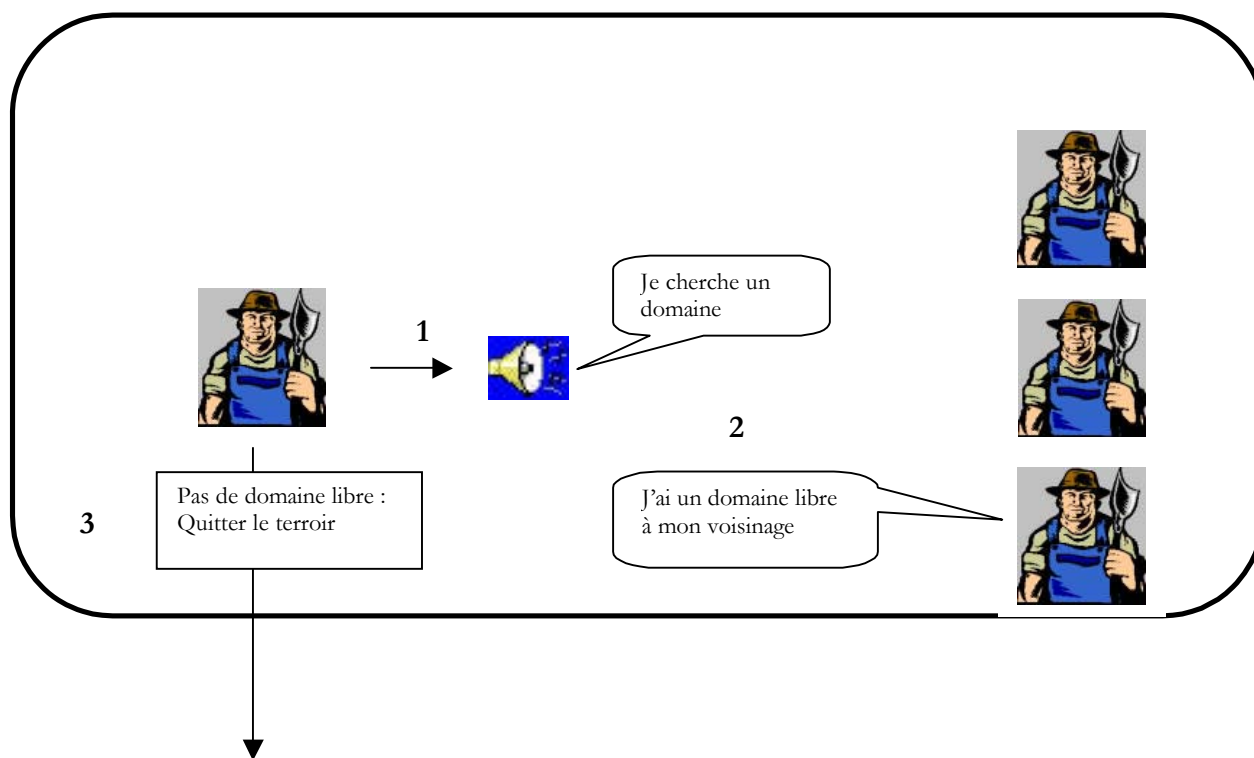 Je cherche un
domaine
1
2
Pas de domaine libre :
Quitter le terroir
3
J’ai un domaine libre
à mon voisinage